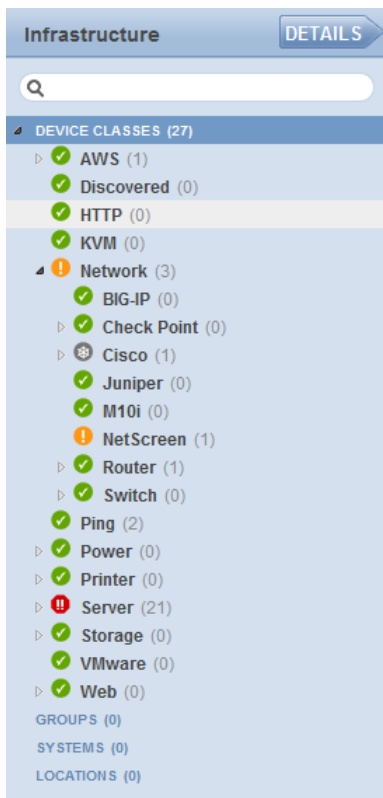 Infrastructure DETAILS
DEVICE CLASSES (27)
AWS (1)
Discovered (0)
HTTP (0)
KVM (0)
Network (3)
BIG-IP (0)
Check Point (0)
Cisco (1)
Juniper (0)
M10i (0)
NetScreen (1)
Router (1)
Switch (0)
Ping (2)
Power (0)
Printer (0)
Server (21)
Storage (0)
VMware (0)
Web (0)
GROUPS (0)
SYSTEMS (0)
LOCATIONS (0)